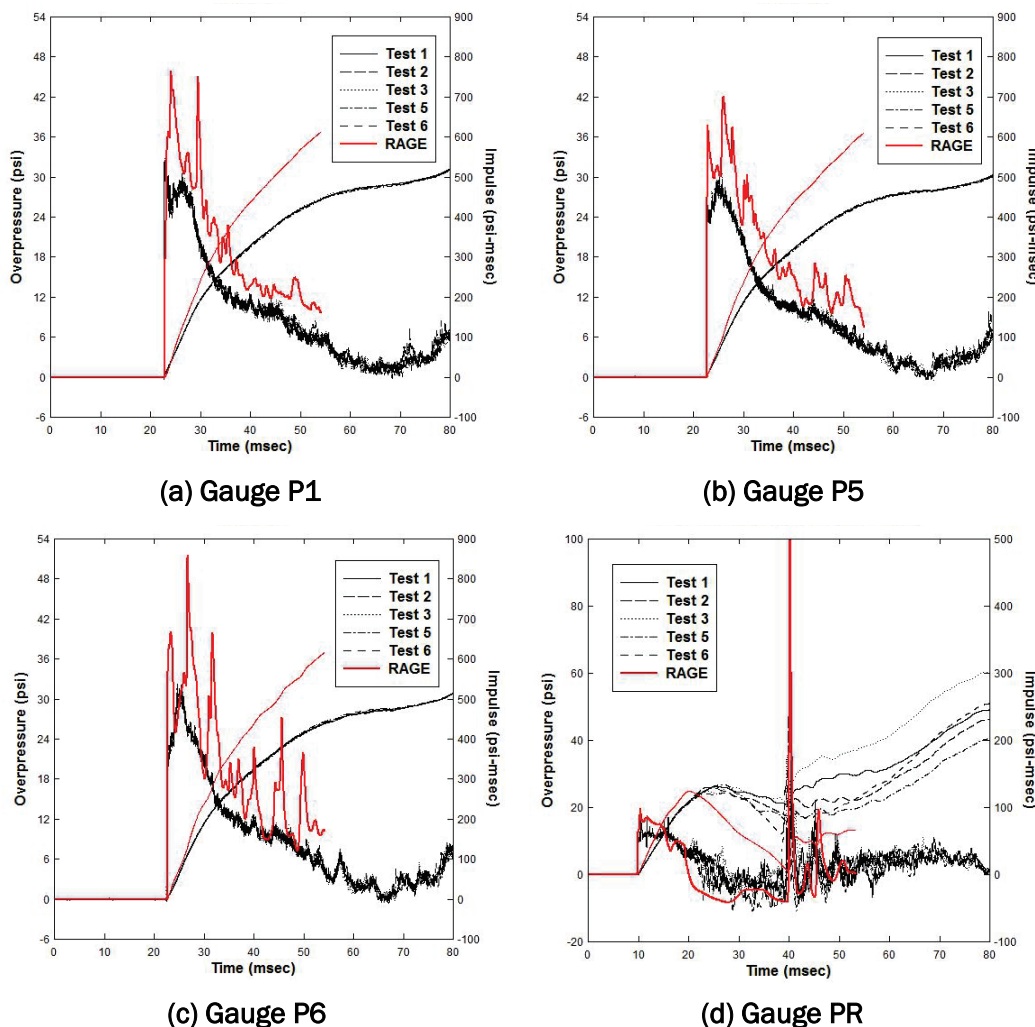 54
48
42
36
30
24
18
12
6
0
-6
900
800
700
600
500
400
300
200
100
0
-100
0 10 20 30 40 50 60 70 80
Overpressure (psi)
Impulse (psi-msec)
Time (msec)
Test 1
Test 2
Test 3
Test 5
Test 6
RAGE
(a) Gauge P1
54
48
42
36
30
24
18
12
6
0
-6
900
800
700
600
500
400
300
200
100
0
-100
0 10 20 30 40 50 60 70 80
Overpressure (psi)
Impulse (psi-msec)
Time (msec)
Test 1
Test 2
Test 3
Test 5
Test 6
RAGE
(b) Gauge P5
54
48
42
36
30
24
18
12
6
0
-6
900
800
700
600
500
400
300
200
100
0
-100
0 10 20 30 40 50 60 70 80
Overpressure (psi)
Impulse (psi-msec)
Time (msec)
Test 1
Test 2
Test 3
Test 5
Test 6
RAGE
(c) Gauge P6
100
80
60
40
20
0
-20
500
400
300
200
100
0
-100
0 10 20 30 40 50 60 70 80
Overpressure (psi)
Impulse (psi-msec)
Time (msec)
Test 1
Test 2
Test 3
Test 5
Test 6
RAGE
(d) Gauge PR